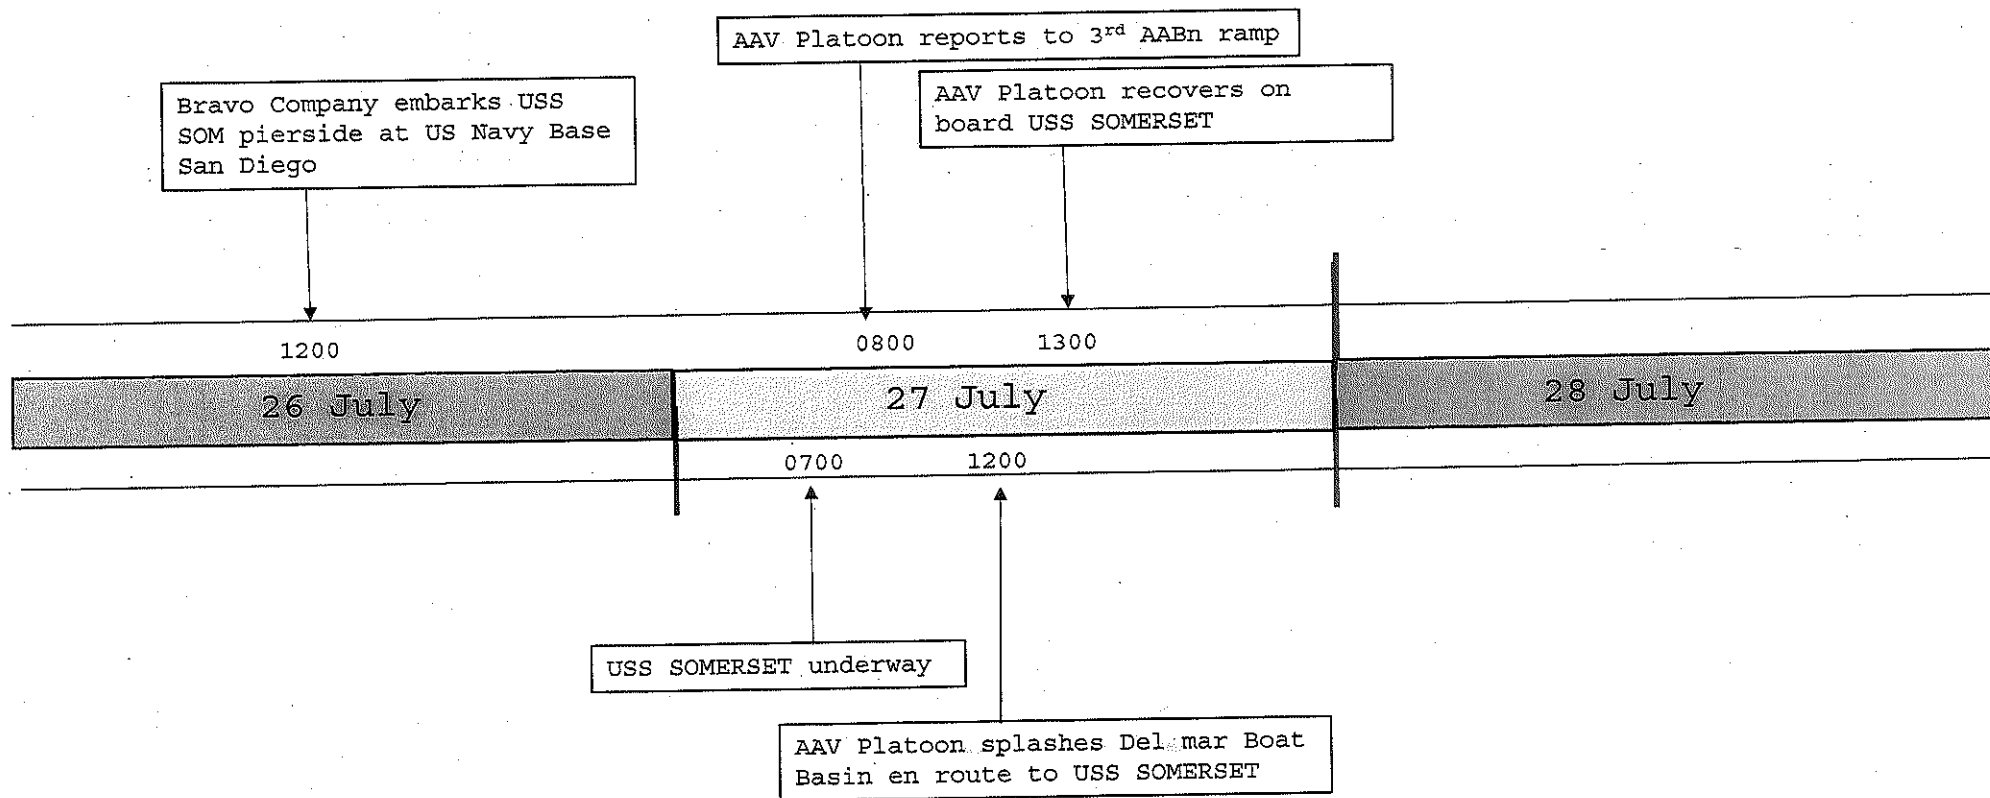 AAV Platoon reports to 3rd AABn ramp
Bravo Company embarks USS
SOM pierside at US Navy Base
San Diego
AAV Platoon recovers on
board USS SOMERSET
1200
0800
1300
26 July
27 July
28 July
0700
1200
USS SOMERSET underway
AAV Platoon splashes Del mar Boat
Basin en route to USS SOMERSET